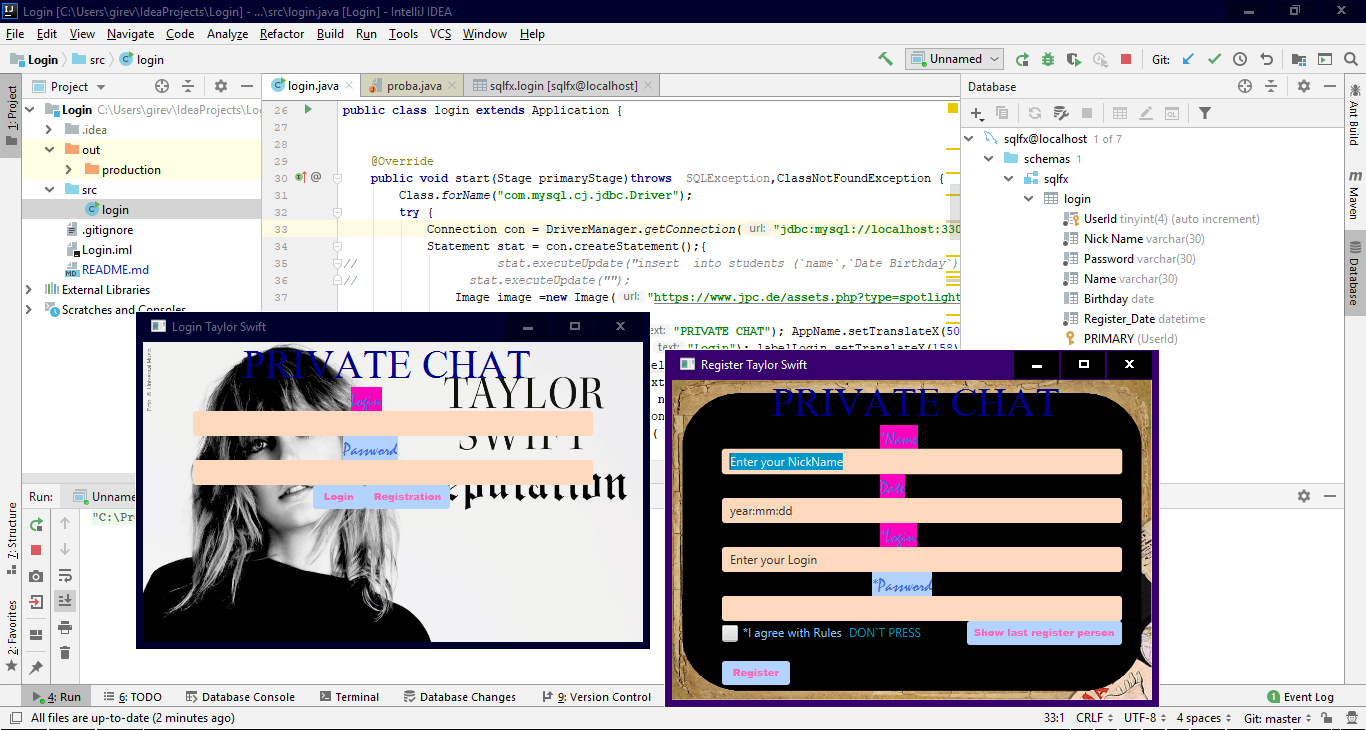 Login [C:\Users\girev\IdeaProjects\Login] - ...\src\login.java [Login] - IntelliJ IDEA
File Edit View Navigate Code Analyze Refactor Build Run Tools VCS Window Help
Login src login
Unnamed
Git:
1: Project
Project
login.java
proba.java
sqlfx.login [sqlfx@localhost]
Database
Login C:\Users\girev\IdeaProjects\Lo
.idea
out
production
src
login
.gitignore
Login.iml
README.md
External Libraries
Scratches and Consoles
26 public class login extends Application {
27
28
29 @Override
30 @ public void start(Stage primaryStage)throws SQLException,ClassNotFoundException {
31 Class.forName("com.mysql.cj.jdbc.Driver");
32 try {
33 Connection con = DriverManager.getConnection( url: "jdbc:mysql://localhost:330
34 Statement stat = con.createStatement();{
35 // stat.executeUpdate("insert into students (`name`,`Date Birthday`)
36 // stat.executeUpdate("");
37 Image image =new Image( url: "https://www.jpc.de/assets.php?type=spotlight
ext: "PRIVATE CHAT"); AppName.setTranslateX(50
text: "Login"); labelLogin.setTranslateX(158)
sqlfx@localhost 1 of 7
schemas 1
sqlfx
login
UserId tinyint(4) (auto increment)
Nick Name varchar(30)
Password varchar(30)
Name varchar(30)
Birthday date
Register_Date datetime
PRIMARY (UserId)
Ant Build
Maven
Database
Login Taylor Swift
PRIVATE CHAT
TAYLOR
SWIFT
Login
Password
Login Registration
Register Taylor Swift
PRIVATE CHAT
*Name
Enter your NickName
Date
year:mm:dd
*Login
Enter your Login
*Password
*I agree with Rules DON`T PRESS
Show last register person
Register
Run: Unname
"C:\Pr
7: Structure
2: Favorites
4: Run 6: TODO Database Console Terminal Database Changes 9: Version Control
1 Event Log
All files are up-to-date (2 minutes ago)
33:1 CRLF UTF-8 4 spaces Git: master